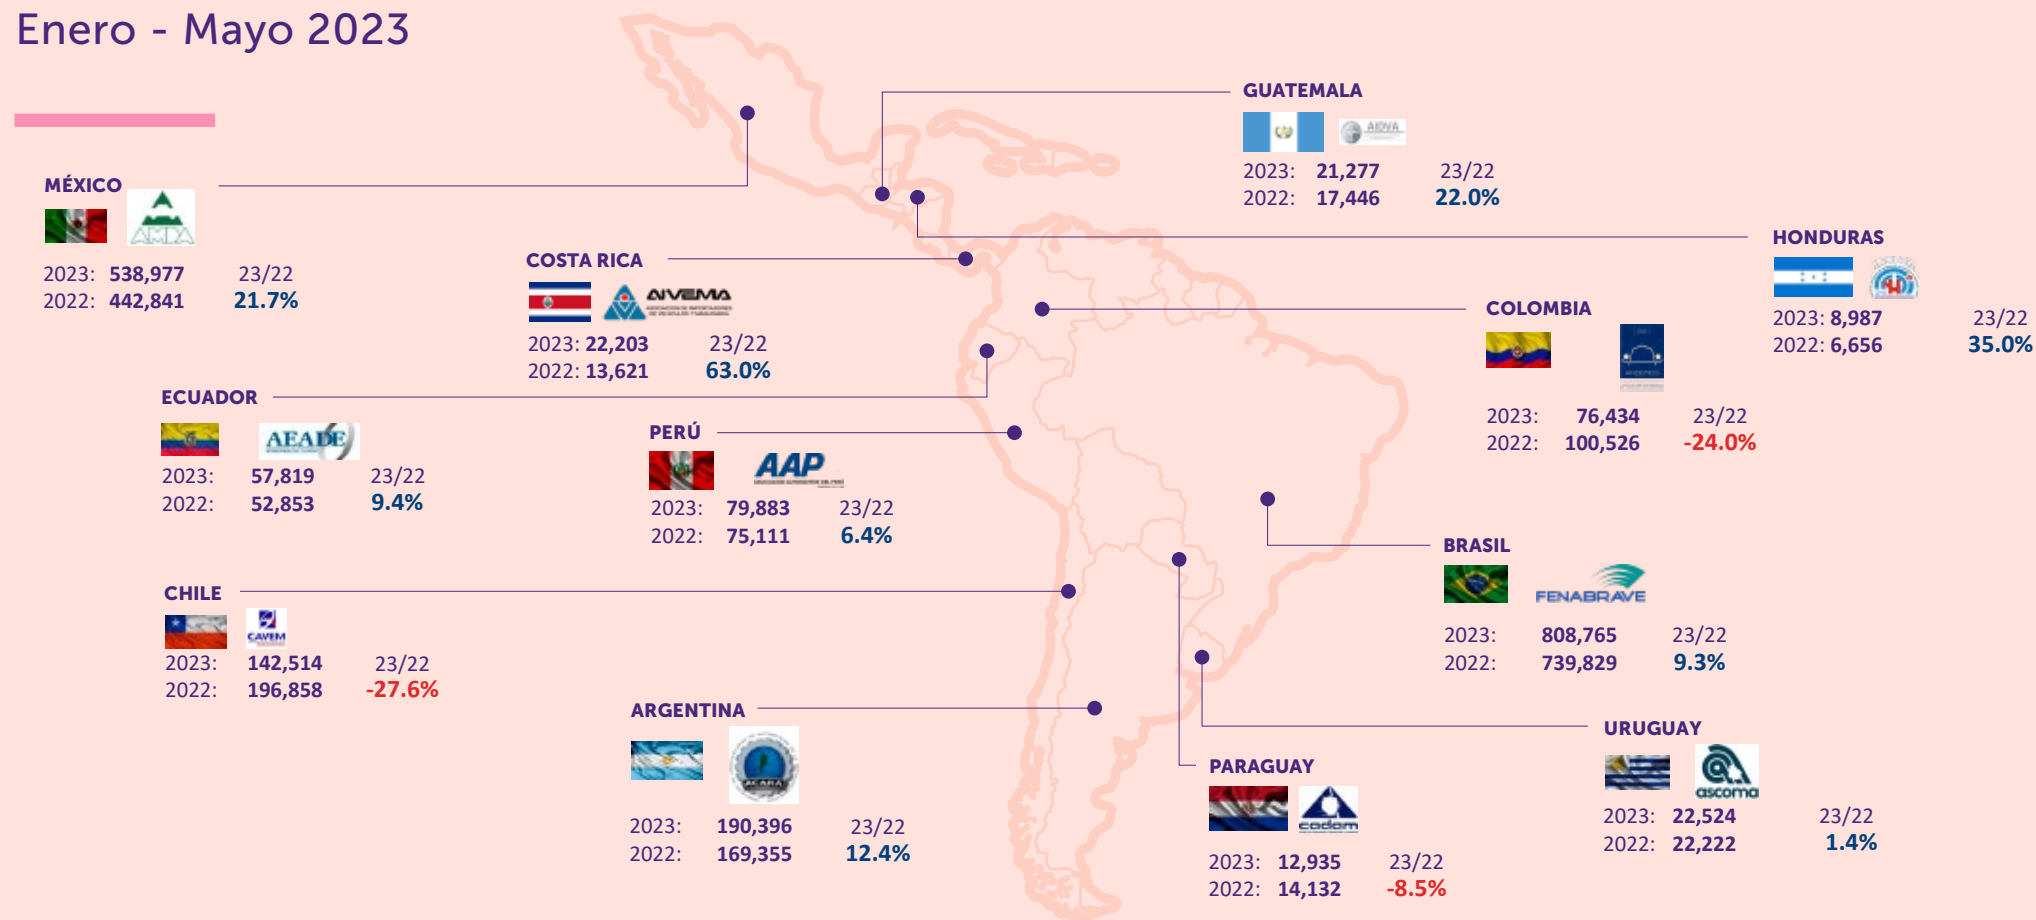 Enero - Mayo 2023
GUATEMALA
AIDVA
2023: 21,277 23/22
2022: 17,446 22.0%
MÉXICO
AMDA
2023: 538,977 23/22
2022: 442,841 21.7%
HONDURAS
2023: 8,987 23/22
2022: 6,656 35.0%
COSTA RICA
AIVEMA
2023: 22,203 23/22
2022: 13,621 63.0%
COLOMBIA
2023: 76,434 23/22
2022: 100,526 -24.0%
ECUADOR
AEADE
2023: 57,819 23/22
2022: 52,853 9.4%
PERÚ
AAP
2023: 79,883 23/22
2022: 75,111 6.4%
BRASIL
FENABRAVE
2023: 808,765 23/22
2022: 739,829 9.3%
CHILE
CAVEM
2023: 142,514 23/22
2022: 196,858 -27.6%
ARGENTINA
ACARA
2023: 190,396 23/22
2022: 169,355 12.4%
URUGUAY
ascoma
2023: 22,524 23/22
2022: 22,222 1.4%
PARAGUAY
cadam
2023: 12,935 23/22
2022: 14,132 -8.5%